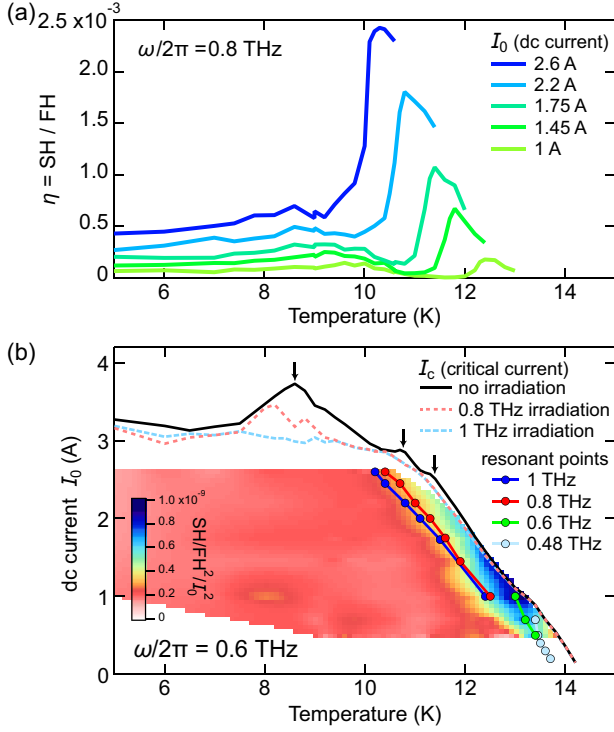 (a)
2.5×10⁻³
2.0
1.5
1.0
0.5
0
η = SH / FH
ω/2π = 0.8 THz
I₀ (dc current)
2.6 A
2.2 A
1.75 A
1.45 A
1 A
6 8 10 12 14
Temperature (K)
(b)
4
3
2
1
0
dc current I₀ (A)
I_c (critical current)
no irradiation
0.8 THz irradiation
1 THz irradiation
resonant points
1 THz
0.8 THz
0.6 THz
0.48 THz
1.0 ×10⁻⁹
0.8
0.6
0.4
0.2
0
SH/FH²/I₀²
ω/2π = 0.6 THz
6 8 10 12 14
Temperature (K)